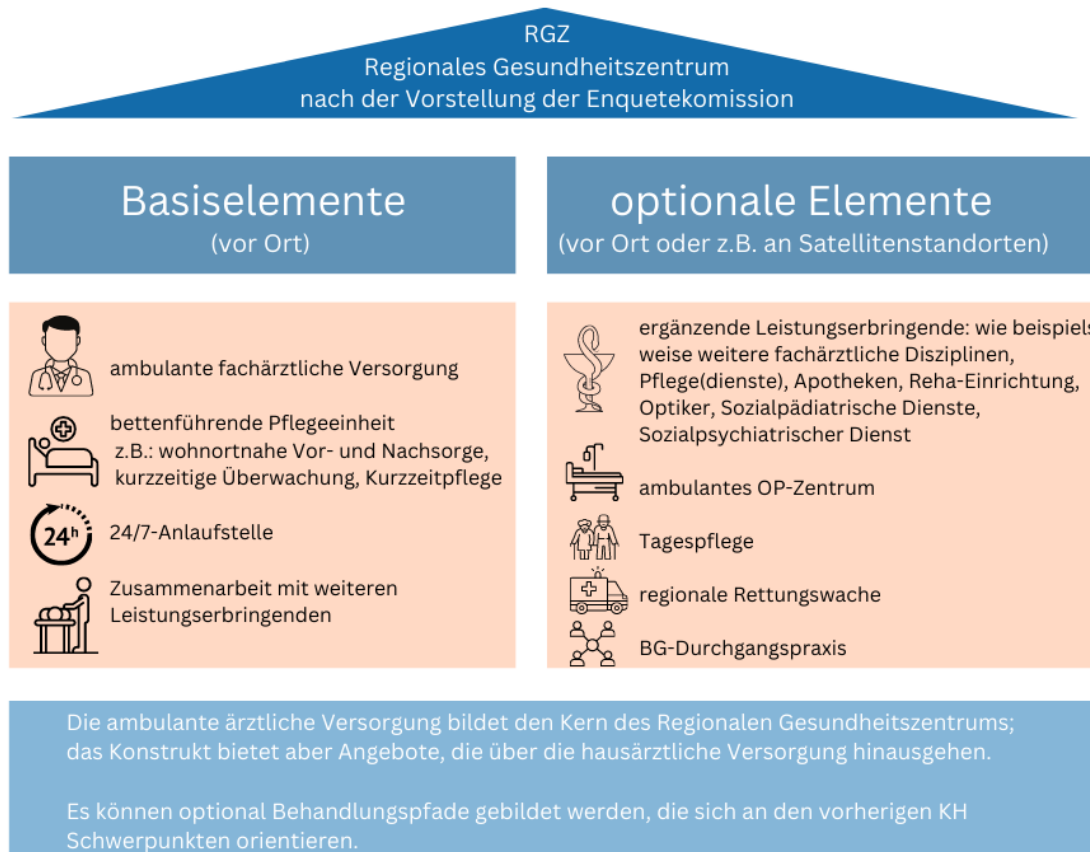 RGZ
Regionales Gesundheitszentrum
nach der Vorstellung der Enquetekomission
Basiselemente
(vor Ort)
ambulante fachärztliche Versorgung
bettenführende Pflegeeinheit
z.B.: wohnortnahe Vor- und Nachsorge,
kurzzeitige Überwachung, Kurzzeitpflege
24h
24/7-Anlaufstelle
Zusammenarbeit mit weiteren
Leistungserbringenden
optionale Elemente
(vor Ort oder z.B. an Satellitenstandorten)
ergänzende Leistungserbringende: wie beispiels
weise weitere fachärztliche Disziplinen,
Pflege(dienste), Apotheken, Reha-Einrichtung,
Optiker, Sozialpädiatrische Dienste,
Sozialpsychiatrischer Dienst
ambulantes OP-Zentrum
Tagespflege
regionale Rettungswache
BG-Durchgangspraxis
Die ambulante ärztliche Versorgung bildet den Kern des Regionalen Gesundheitszentrums;
das Konstrukt bietet aber Angebote, die über die hausärztliche Versorgung hinausgehen.
Es können optional Behandlungspfade gebildet werden, die sich an den vorherigen KH
Schwerpunkten orientieren.